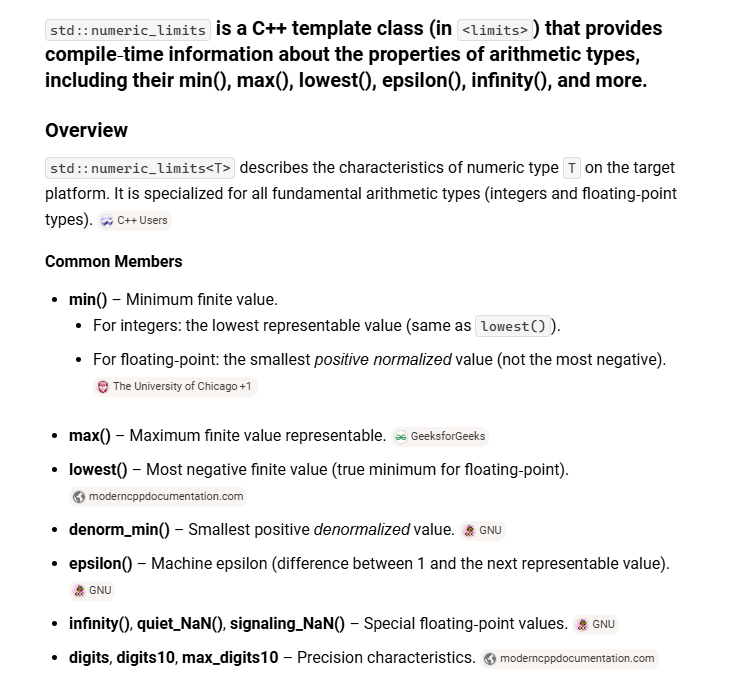 std::numeric_limits is a C++ template class (in <limits>) that provides
compile-time information about the properties of arithmetic types,
including their min(), max(), lowest(), epsilon(), infinity(), and more.
Overview
std::numeric_limits<T> describes the characteristics of numeric type T on the target
platform. It is specialized for all fundamental arithmetic types (integers and floating-point
types). C++ Users
Common Members
• min() – Minimum finite value.
• For integers: the lowest representable value (same as lowest()).
• For floating-point: the smallest positive normalized value (not the most negative).
The University of Chicago +1
• max() – Maximum finite value representable. GeeksforGeeks
• lowest() – Most negative finite value (true minimum for floating-point).
moderncppdocumentation.com
• denorm_min() – Smallest positive denormalized value. GNU
• epsilon() – Machine epsilon (difference between 1 and the next representable value).
GNU
• infinity(), quiet_NaN(), signaling_NaN() – Special floating-point values. GNU
• digits, digits10, max_digits10 – Precision characteristics. moderncppdocumentation.com